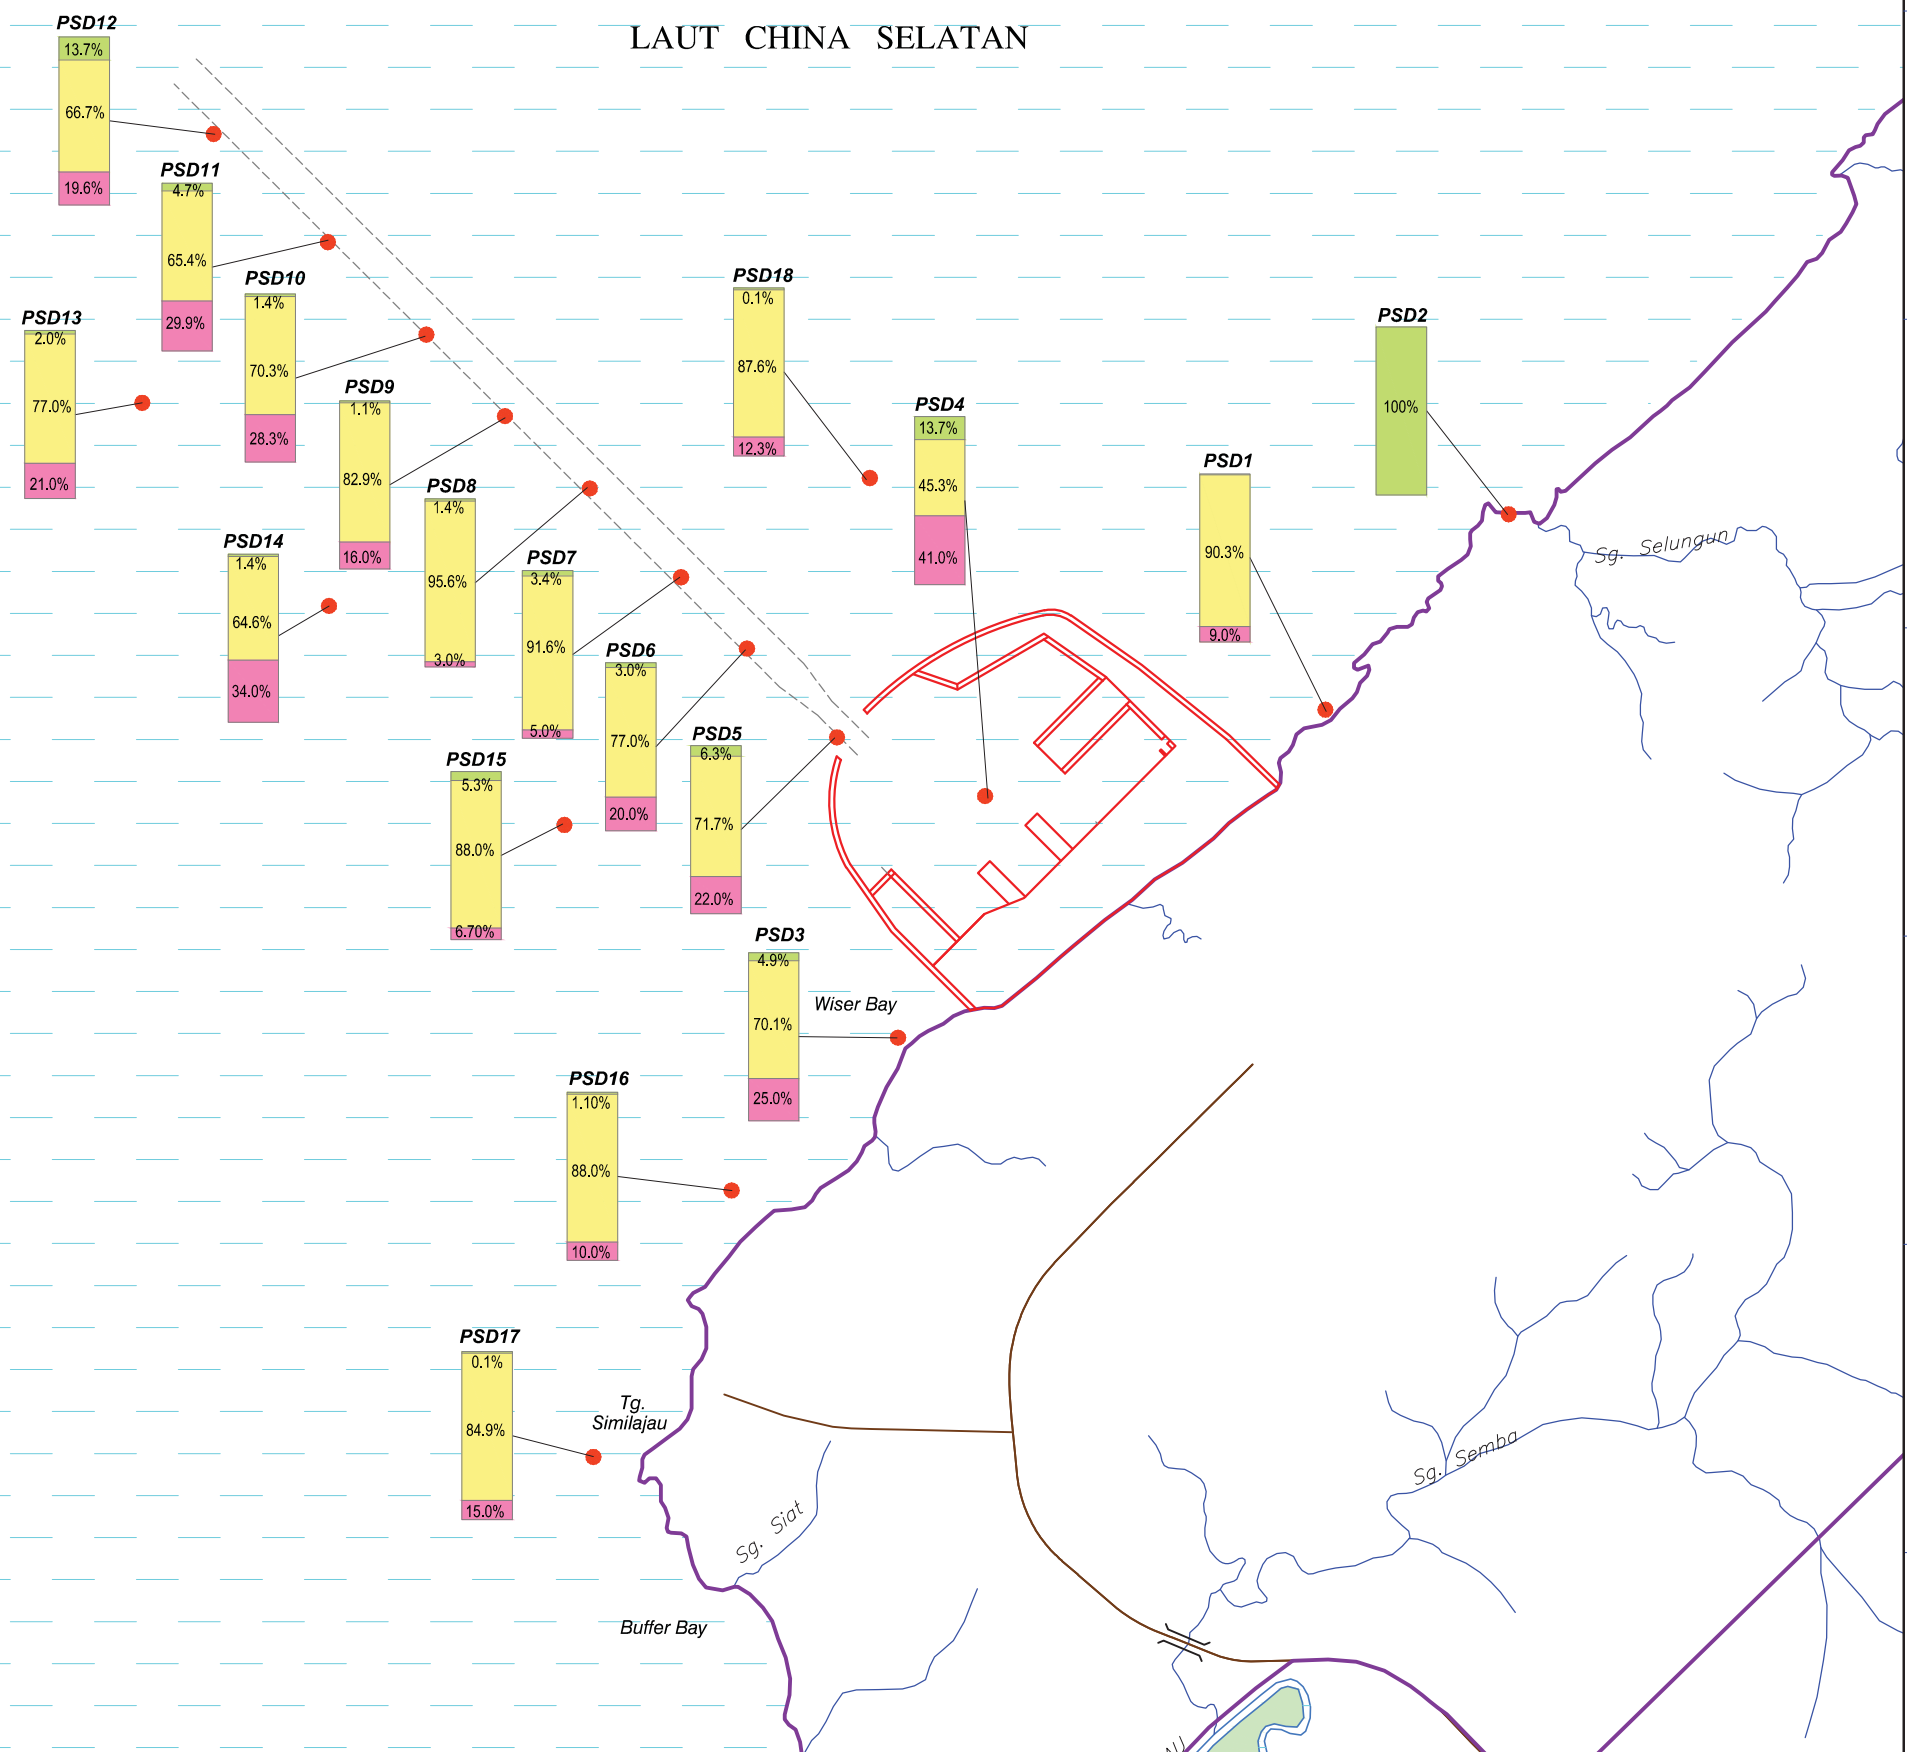 LAUT CHINA SELATAN
PSD12
13.7%
66.7%
19.6%
PSD11
4.7%
65.4%
29.9%
PSD10
1.4%
70.3%
28.3%
PSD13
2.0%
77.0%
21.0%
PSD9
1.1%
82.9%
16.0%
PSD18
0.1%
87.6%
12.3%
PSD2
100%
PSD4
13.7%
45.3%
41.0%
PSD1
90.3%
9.0%
PSD8
1.4%
95.6%
3.0%
PSD14
1.4%
64.6%
34.0%
PSD7
3.4%
91.6%
5.0%
Sg. Selungun
PSD6
3.0%
77.0%
20.0%
PSD5
6.3%
71.7%
22.0%
PSD15
5.3%
88.0%
6.70%
PSD3
4.9%
70.1%
25.0%
Wiser Bay
PSD16
1.10%
88.0%
10.0%
PSD17
0.1%
84.9%
15.0%
Tg.
Similajau
Sg. Semba
Sg. Siat
Buffer Bay